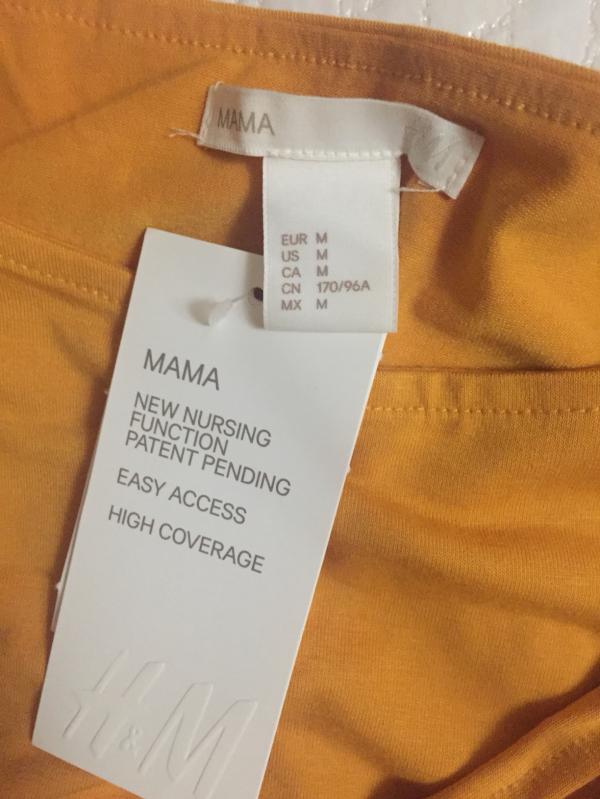 MAMA
H&M
EUR M
US M
CA M
CN 170/96A
MX M
MAMA
NEW NURSING
FUNCTION
PATENT PENDING
EASY ACCESS
HIGH COVERAGE
H&M